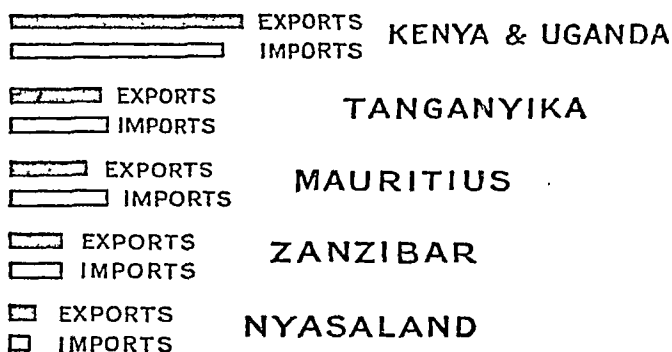 EXPORTS
IMPORTS
KENYA & UGANDA
EXPORTS
IMPORTS
TANGANYIKA
EXPORTS
IMPORTS
MAURITIUS
EXPORTS
IMPORTS
ZANZIBAR
EXPORTS
IMPORTS
NYASALAND